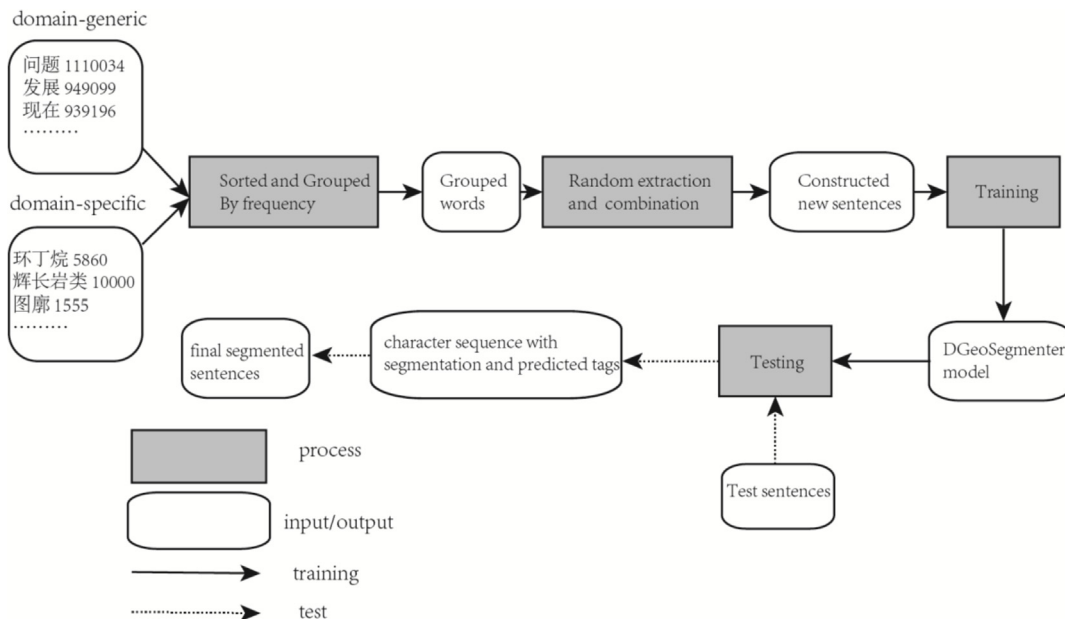 domain-generic
问题 1110034
发展 949099
现在 939196
………
domain-specific
环丁烷 5860
辉长岩类 10000
图廓 1555
………
Sorted and Grouped
By frequency
Grouped
words
Random extraction
and combination
Constructed
new sentences
Training
DGeoSegmenter
model
Testing
character sequence with
segmentation and predicted tags
final segmented
sentences
Test sentences
process
input/output
training
test